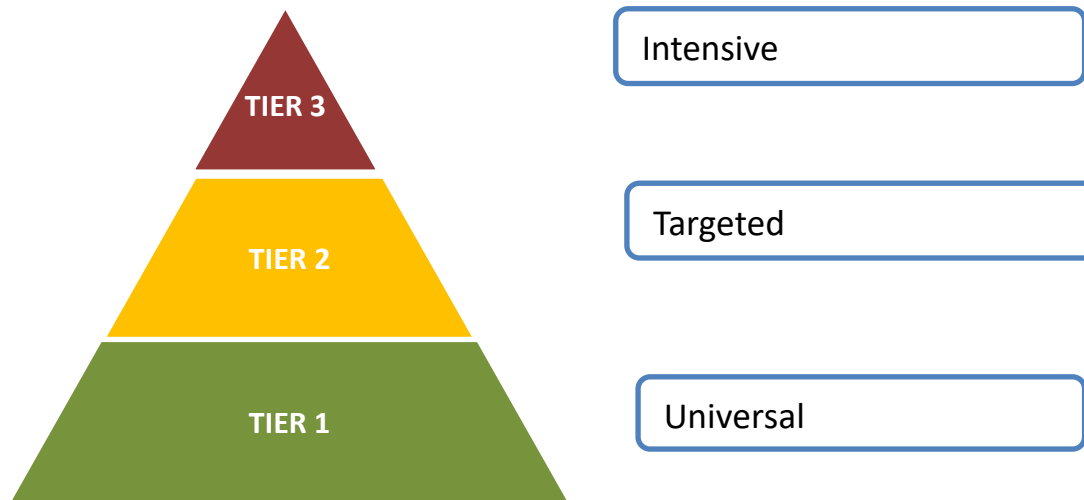 TIER 3
Intensive
TIER 2
Targeted
TIER 1
Universal